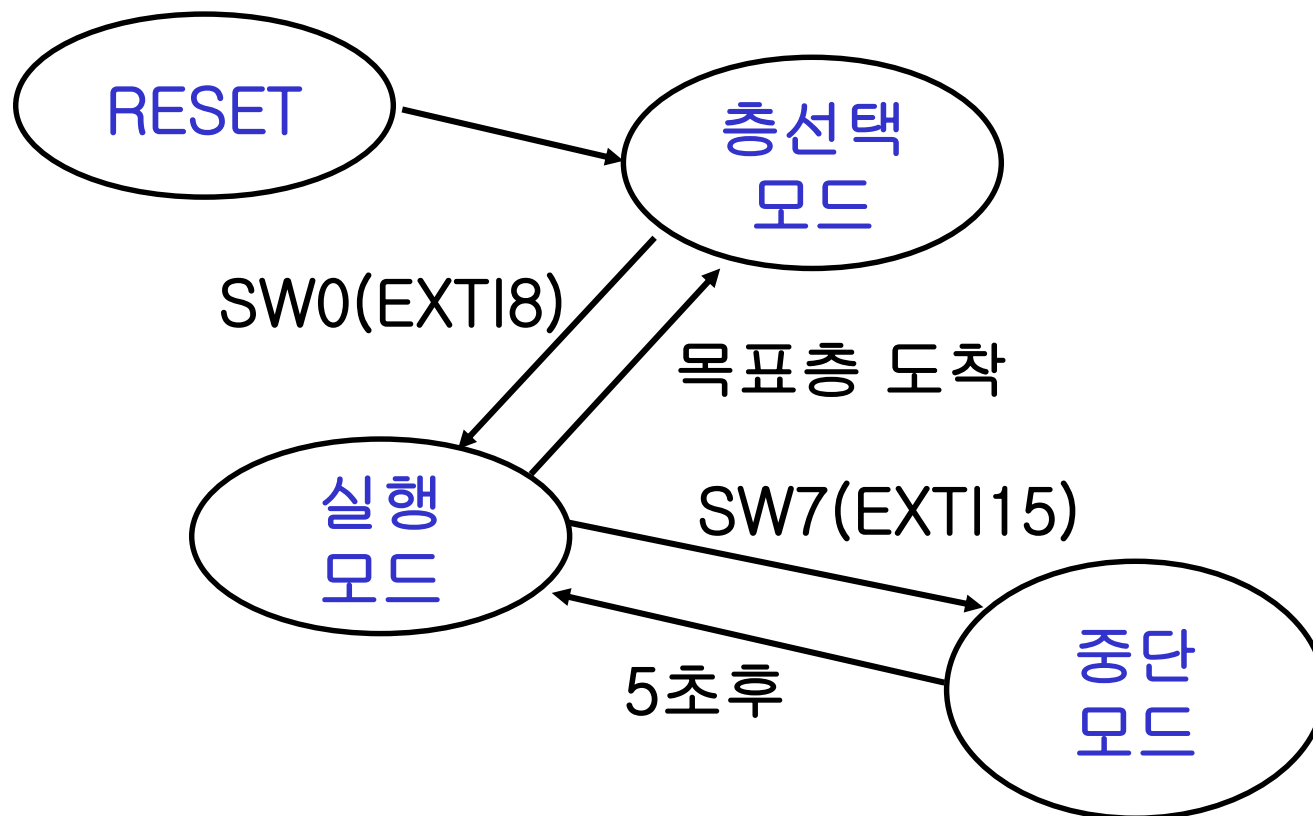 RESET
층선택
모드
SW0(EXTI8)
목표층 도착
실행
모드
SW7(EXTI15)
5초후
중단
모드